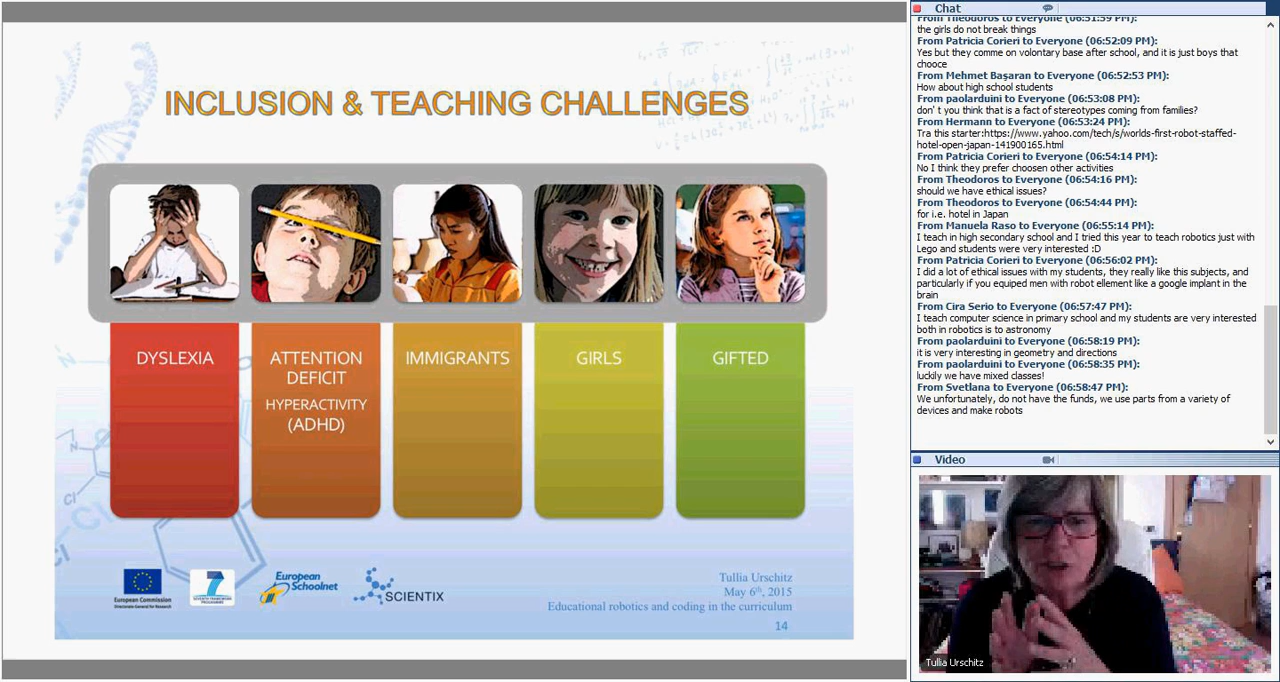 INCLUSION & TEACHING CHALLENGES
DYSLEXIA
ATTENTION
DEFICIT
HYPERACTIVITY
(ADHD)
IMMIGRANTS
GIRLS
GIFTED
European Commission
European
Schoolnet
SCIENTIX
Tullia Urschitz
May 6th, 2015
Educational robotics and coding in the curriculum
14
Chat
From Theodoros to Everyone (06:51:59 PM):
the girls do not break things
From Patricia Corieri to Everyone (06:52:09 PM):
Yes but they comme on volontary base after school, and it is just boys that
chooce
From Mehmet Başaran to Everyone (06:52:53 PM):
How about high school students
From paolarduini to Everyone (06:53:08 PM):
don´t you think that is a fact of stereotypes coming from families?
From Hermann to Everyone (06:53:24 PM):
Tra this starter:https://www.yahoo.com/tech/s/worlds-first-robot-staffed-
hotel-open-japan-141900165.html
From Patricia Corieri to Everyone (06:54:14 PM):
No I think they prefer choosen other activities
From Theodoros to Everyone (06:54:16 PM):
should we have ethical issues?
From Theodoros to Everyone (06:54:44 PM):
for i.e. hotel in Japan
From Manuela Raso to Everyone (06:55:14 PM):
I teach in high secondary school and I tried this year to teach robotics just with
Lego and students were very interested :D
From Patricia Corieri to Everyone (06:56:02 PM):
I did a lot of ethical issues with my students, they really like this subjects, and
particularly if you equiped men with robot ellement like a google implant in the
brain
From Cira Serio to Everyone (06:57:47 PM):
I teach computer science in primary school and my students are very interested
both in robotics is to astronomy
From paolarduini to Everyone (06:58:19 PM):
it is very interesting in geometry and directions
From paolarduini to Everyone (06:58:35 PM):
luckily we have mixed classes!
From Svetlana to Everyone (06:58:47 PM):
We unfortunately, do not have the funds, we use parts from a variety of
devices and make robots
Video
Tullia Urschitz